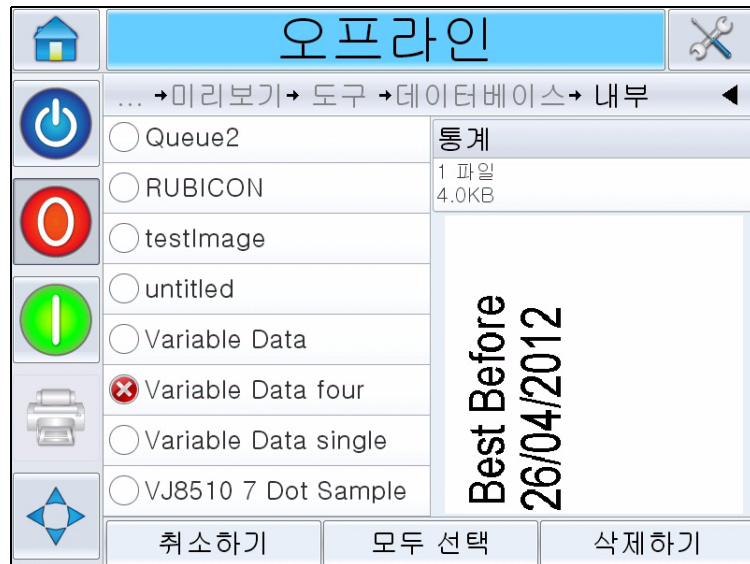 오프라인
... →미리보기→ 도구 →데이터베이스→ 내부
Queue2
RUBICON
testImage
untitled
Variable Data
Variable Data four
Variable Data single
VJ8510 7 Dot Sample
통계
1 파일
4.0KB
Best Before
26/04/2012
취소하기
모두 선택
삭제하기